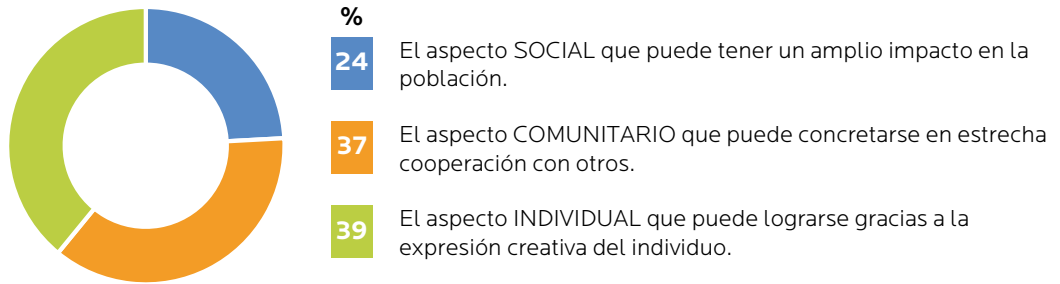 %
24
El aspecto SOCIAL que puede tener un amplio impacto en la
población.
37
El aspecto COMUNITARIO que puede concretarse en estrecha
cooperación con otros.
39
El aspecto INDIVIDUAL que puede lograrse gracias a la
expresión creativa del individuo.